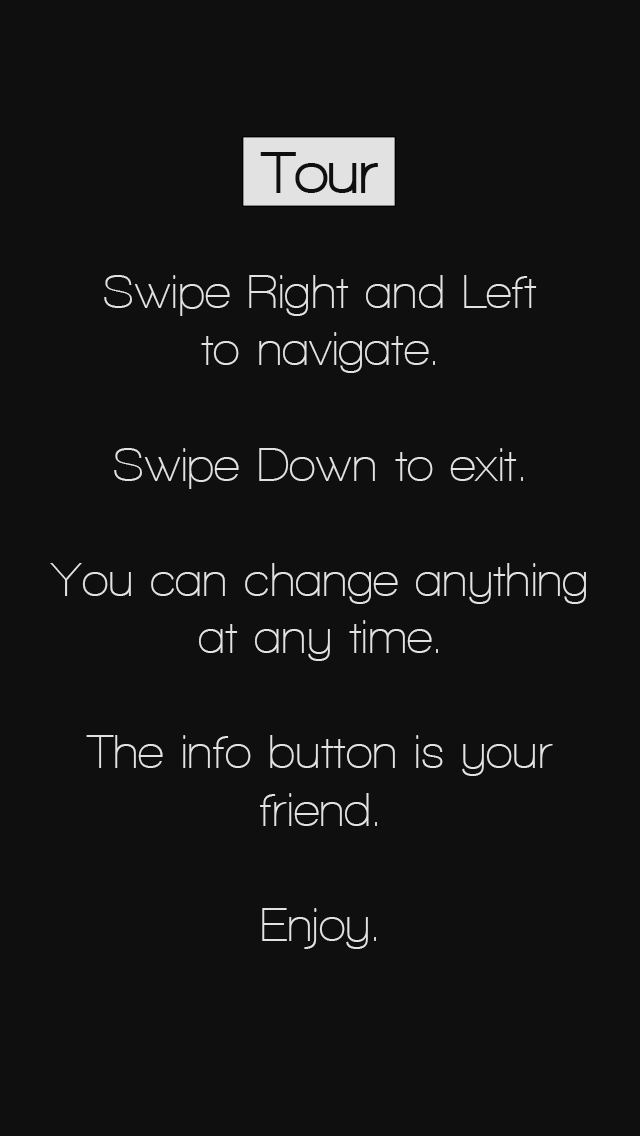 Tour
Swipe Right and Left
to navigate.
Swipe Down to exit.
You can change anything
at any time.
The info button is your
friend.
Enjoy.